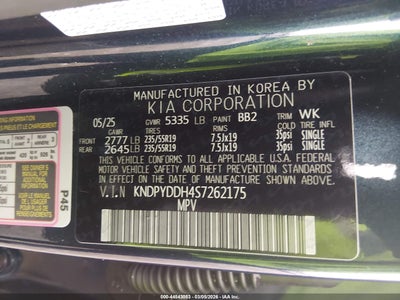 MANUFACTURED IN KOREA BY
KIA CORPORATION
05/25 GVWR 5335 LB PAINT BB2 TRIM WK
GAWR TIRE RIM COLD TIRE INFL
FRONT 2777 LB 235/55R19 7.5Jx19 35psi SINGLE
REAR 2645 LB 235/55R19 7.5Jx19 35psi SINGLE
THIS VEHICLE CONFORMS TO ALL APPLICABLE FEDERAL
MOTOR VEHICLE SAFETY, BUMPER, AND THEFT PREVENTION
STANDARDS IN EFFECT ON THE DATE OF MANUFACTURE
SHOWN ABOVE.
V.I.N KNDPYDDH4S7262175
MPV
P45